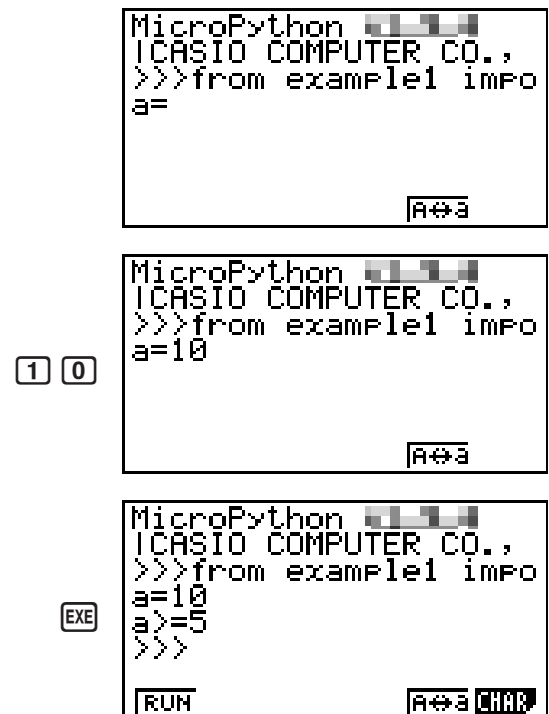 MicroPython
|CASIO COMPUTER CO.,
>>>from example1 impo
a=
A⇔a
MicroPython
|CASIO COMPUTER CO.,
>>>from example1 impo
a=10
1 0
A⇔a
MicroPython
|CASIO COMPUTER CO.,
>>>from example1 impo
a=10
EXE
a>=5
>>>
RUN A⇔a CHAR